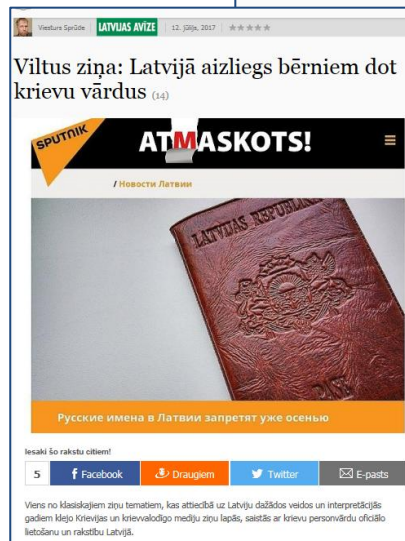 Viesturs Sprūde LATVIJAS AVĪZE 12. jūlijs, 2017
Viltus ziņa: Latvijā aizliegs bērniem dot
krievu vārdus (14)
SPUTNIK
ATMASKOTS!
/ Новости Латвии
LATVIJAS REPUBLIKA
PASE
Русские имена в Латвии запретят уже осенью
Iesaki šo rakstu citiem!
5 Facebook Draugiem Twitter E-pasts
Viens no klasiskajiem ziņu tematiem, kas attiecībā uz Latviju dažādos veidos un interpretācijās
gadiem klejo Krievijas un krievvalodīgo mediju ziņu lapās, saistās ar krievu personvārdu oficiālo
lietošanu un rakstību Latvijā.